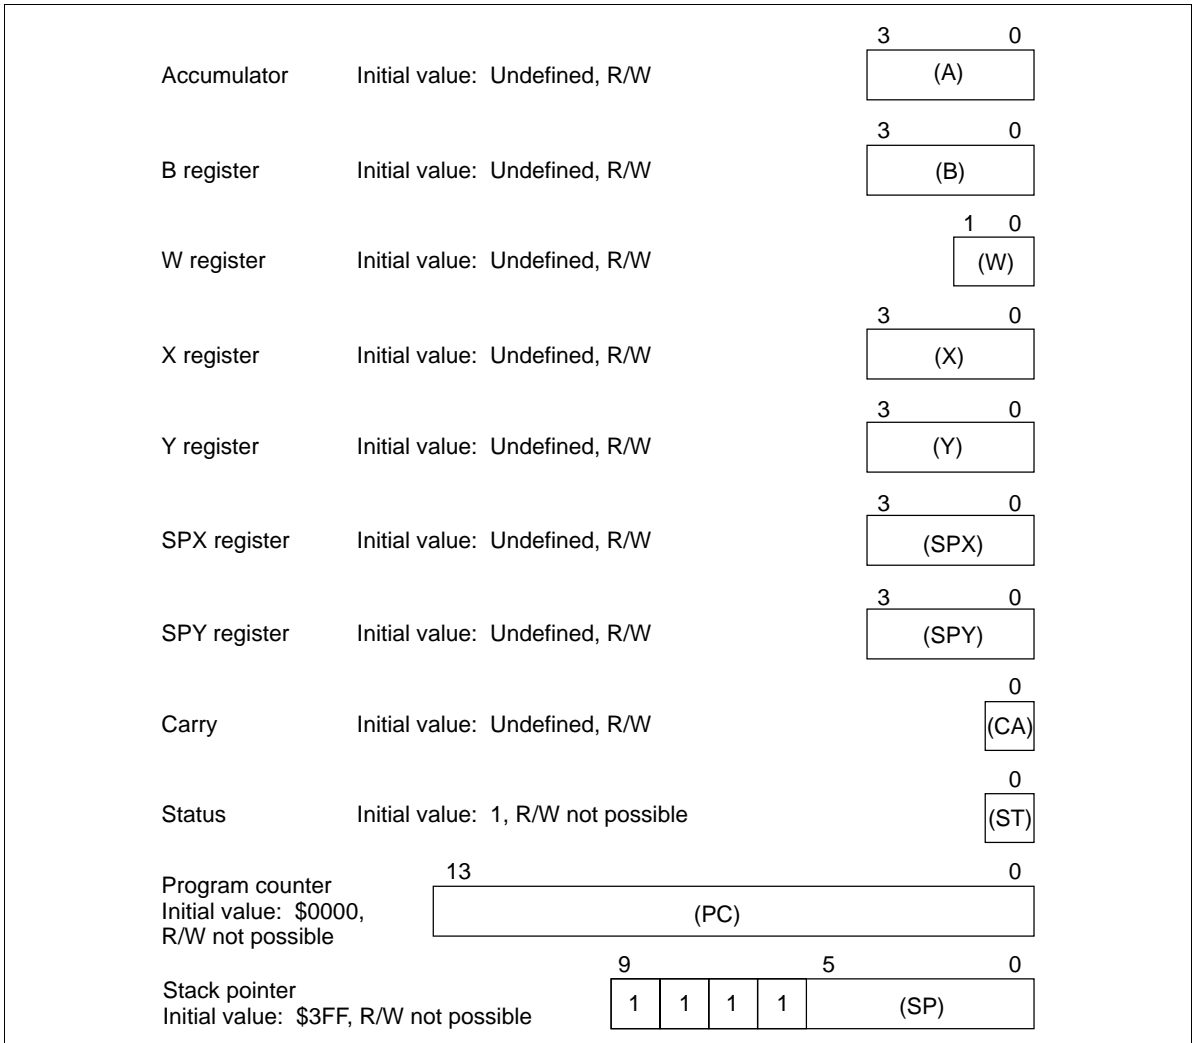 3 0
Accumulator Initial value: Undefined, R/W (A)
3 0
B register Initial value: Undefined, R/W (B)
1 0
W register Initial value: Undefined, R/W (W)
3 0
X register Initial value: Undefined, R/W (X)
3 0
Y register Initial value: Undefined, R/W (Y)
3 0
SPX register Initial value: Undefined, R/W (SPX)
3 0
SPY register Initial value: Undefined, R/W (SPY)
0
Carry Initial value: Undefined, R/W (CA)
0
Status Initial value: 1, R/W not possible (ST)
13 0
Program counter
Initial value: $0000, (PC)
R/W not possible
9 5 0
Stack pointer
1 1 1 1 (SP)
Initial value: $3FF, R/W not possible